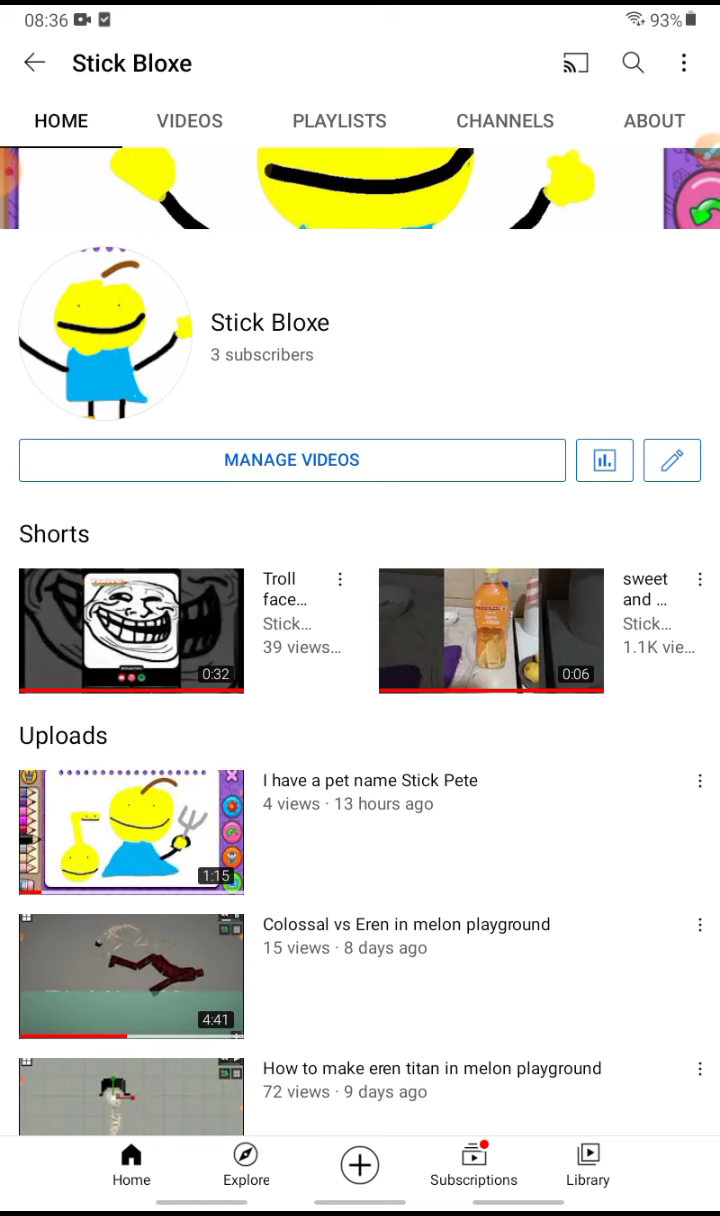 08:36
93%
Stick Bloxe
HOME
VIDEOS
PLAYLISTS
CHANNELS
ABOUT
Stick Bloxe
3 subscribers
MANAGE VIDEOS
Shorts
Troll
face...
Stick...
39 views...
0:32
sweet
and ...
Stick...
1.1K vie...
0:06
Uploads
I have a pet name Stick Pete
4 views · 13 hours ago
1:15
Colossal vs Eren in melon playground
15 views · 8 days ago
4:41
How to make eren titan in melon playground
72 views · 9 days ago
Home
Explore
Subscriptions
Library